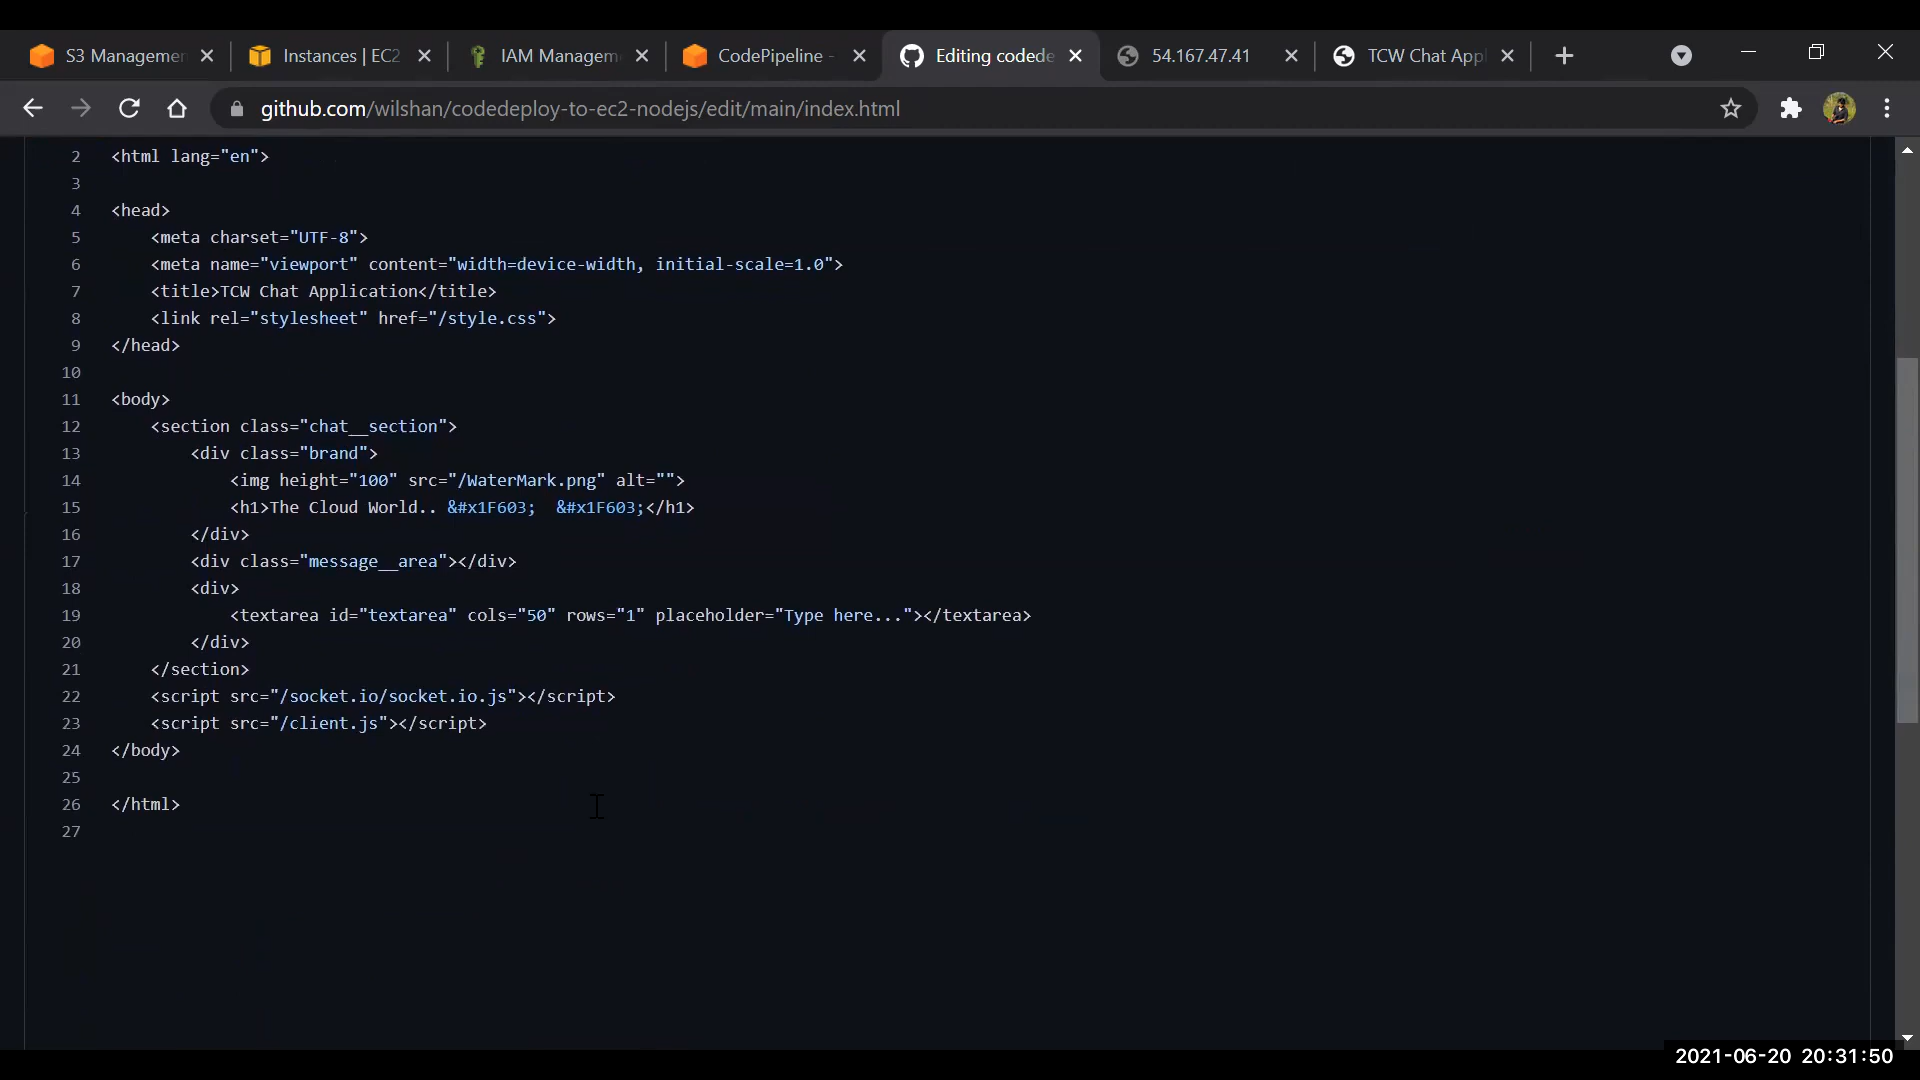 S3 Managemen
Instances | EC2
IAM Managem
CodePipeline -
Editing codede
54.167.47.41
TCW Chat Appl
github.com/wilshan/codedeploy-to-ec2-nodejs/edit/main/index.html
2 <html lang="en">
3
4 <head>
5 <meta charset="UTF-8">
6 <meta name="viewport" content="width=device-width, initial-scale=1.0">
7 <title>TCW Chat Application</title>
8 <link rel="stylesheet" href="/style.css">
9 </head>
10
11 <body>
12 <section class="chat__section">
13 <div class="brand">
14 <img height="100" src="/WaterMark.png" alt="">
15 <h1>The Cloud World.. &#x1F603;  &#x1F603;</h1>
16 </div>
17 <div class="message__area"></div>
18 <div>
19 <textarea id="textarea" cols="50" rows="1" placeholder="Type here..."></textarea>
20 </div>
21 </section>
22 <script src="/socket.io/socket.io.js"></script>
23 <script src="/client.js"></script>
24 </body>
25
26 </html>
27
2021-06-20 20:31:50